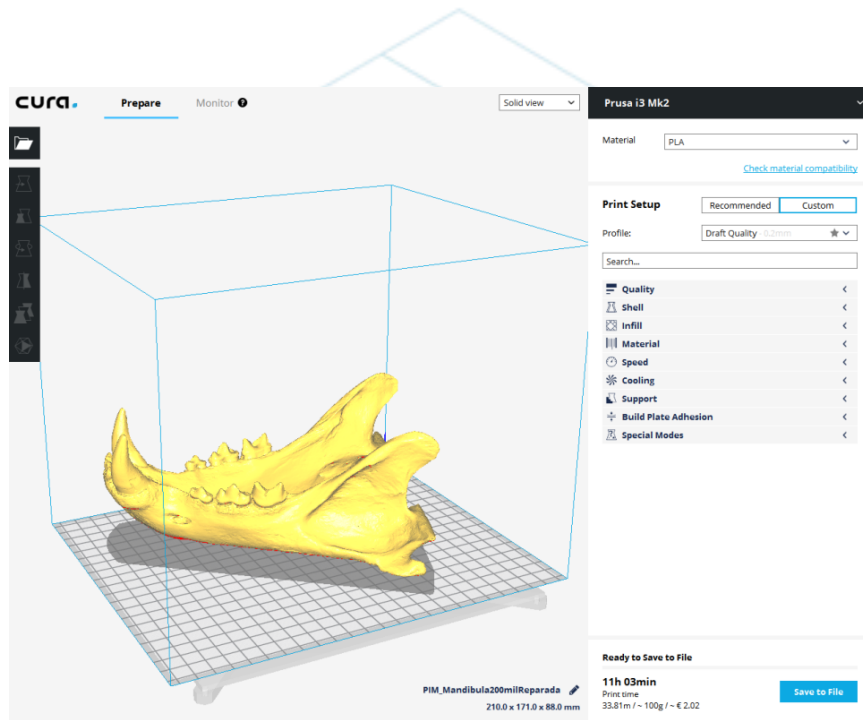 cura.
Prepare
Monitor ?
Solid view
Prusa i3 Mk2
Material
PLA
Check material compatibility
Print Setup
Recommended
Custom
Profile:
Draft Quality - 0.2mm
Search...
Quality
Shell
Infill
Material
Speed
Cooling
Support
Build Plate Adhesion
Special Modes
PIM_Mandibula200milReparada
210.0 x 171.0 x 88.0 mm
Ready to Save to File
11h 03min
Print time
33.81m / ~ 100g / ~ € 2.02
Save to File